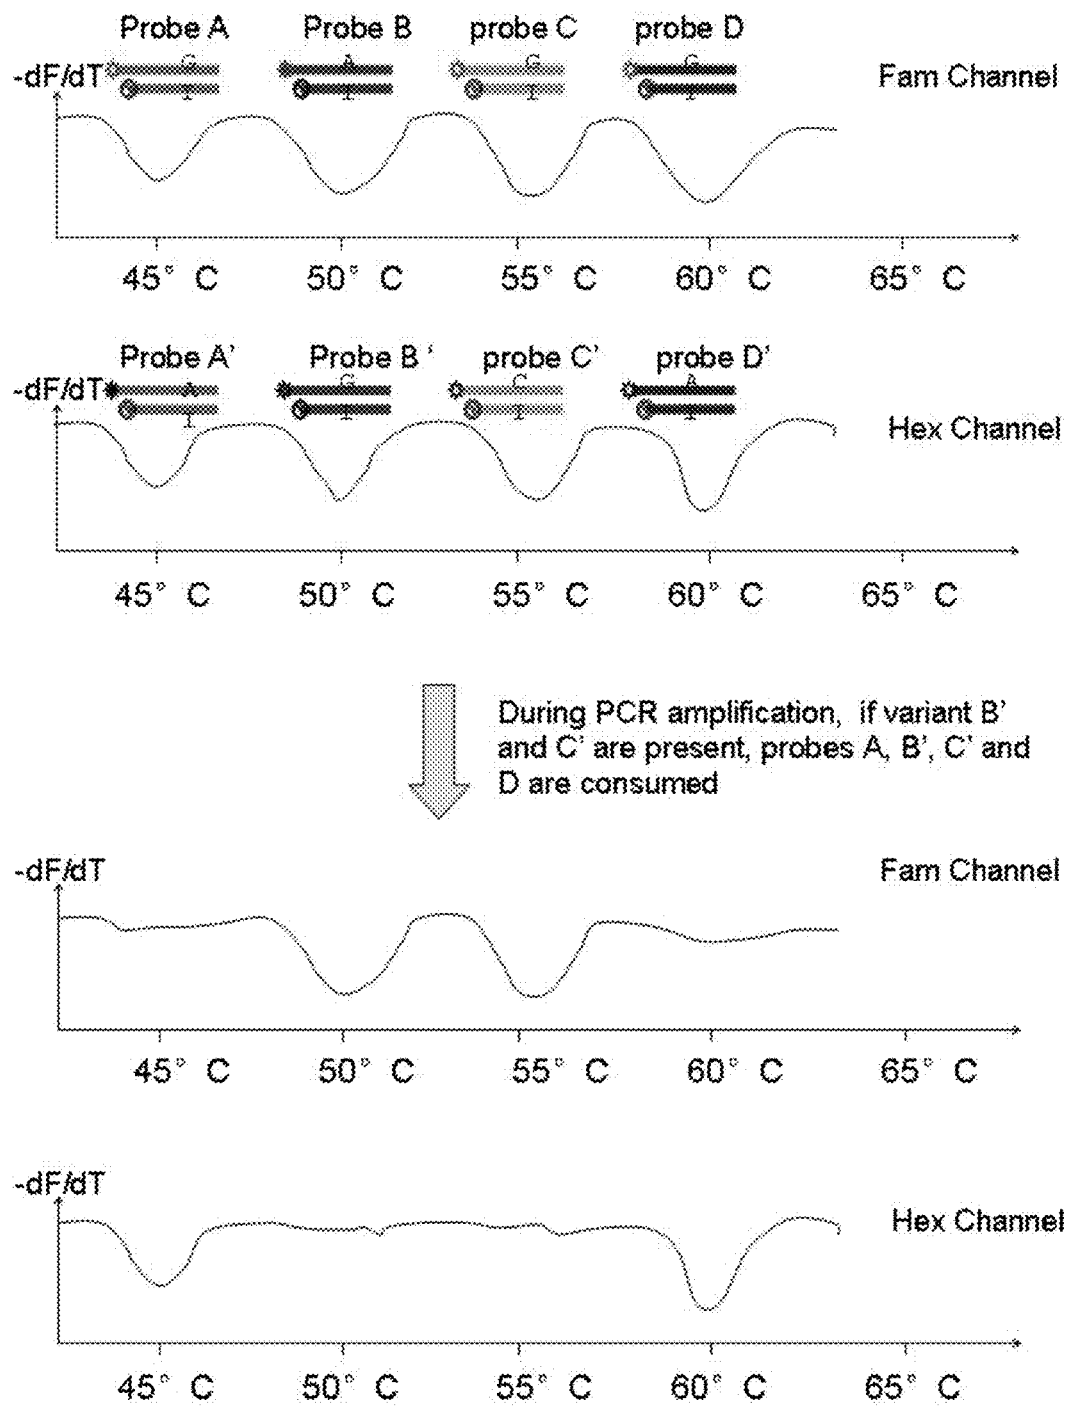 Probe A Probe B probe C probe D
G A G G
-dF/dT Fam Channel
T T T T
45° C 50° C 55° C 60° C 65° C
Probe A' Probe B ' probe C' probe D'
-dF/dT A G C A
T T T T
Hex Channel
45° C 50° C 55° C 60° C 65° C
During PCR amplification, if variant B'
and C' are present, probes A, B', C' and
D are consumed
-dF/dT Fam Channel
45° C 50° C 55° C 60° C 65° C
-dF/dT
Hex Channel
45° C 50° C 55° C 60° C 65° C